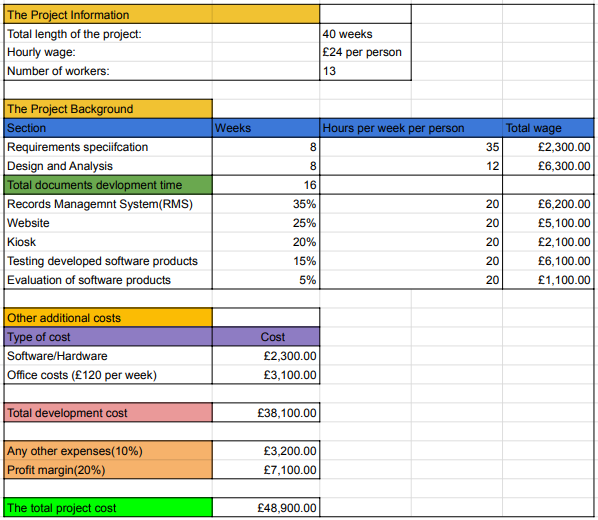 The Project Information
Total length of the project: 40 weeks
Hourly wage: £24 per person
Number of workers: 13
The Project Background
Section Weeks Hours per week per person Total wage
Requirements speciifcation 8 35 £2,300.00
Design and Analysis 8 12 £6,300.00
Total documents devlopment time 16
Records Managemnt System(RMS) 35% 20 £6,200.00
Website 25% 20 £5,100.00
Kiosk 20% 20 £2,100.00
Testing developed software products 15% 20 £6,100.00
Evaluation of software products 5% 20 £1,100.00
Other additional costs
Type of cost Cost
Software/Hardware £2,300.00
Office costs (£120 per week) £3,100.00
Total development cost £38,100.00
Any other expenses(10%) £3,200.00
Profit margin(20%) £7,100.00
The total project cost £48,900.00